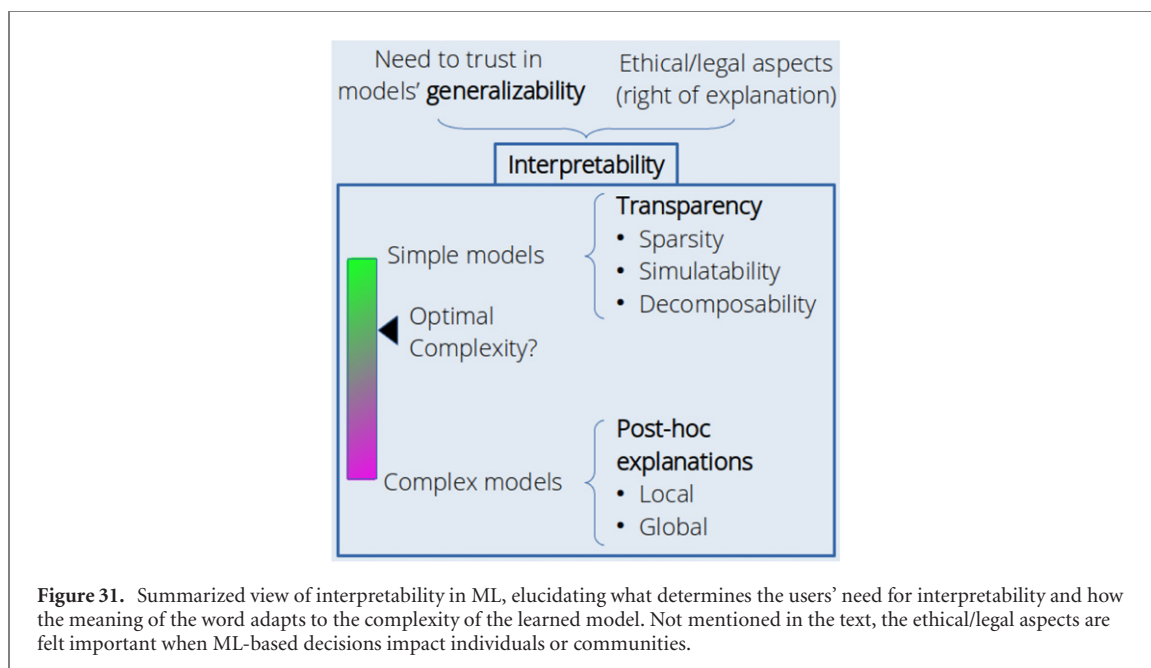 Need to trust in
models’ generalizability
Ethical/legal aspects
(right of explanation)
Interpretability
Simple models
Transparency
• Sparsity
• Simulatability
• Decomposability
Optimal
Complexity?
Complex models
Post-hoc
explanations
• Local
• Global
Figure 31. Summarized view of interpretability in ML, elucidating what determines the users’ need for interpretability and how
the meaning of the word adapts to the complexity of the learned model. Not mentioned in the text, the ethical/legal aspects are
felt important when ML-based decisions impact individuals or communities.